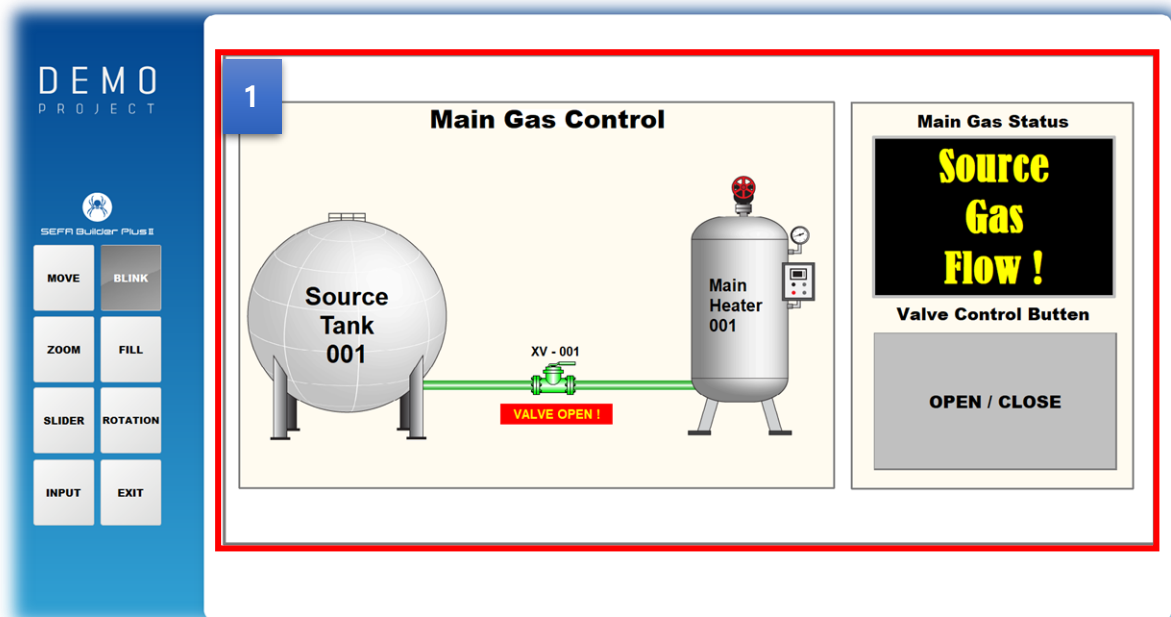 DEMO
PROJECT
SEFA Builder Plus II
MOVE
BLINK
ZOOM
FILL
SLIDER
ROTATION
INPUT
EXIT
1
Main Gas Control
Source
Tank
001
XV - 001
VALVE OPEN !
Main
Heater
001
Main Gas Status
Source
Gas
Flow !
Valve Control Butten
OPEN / CLOSE